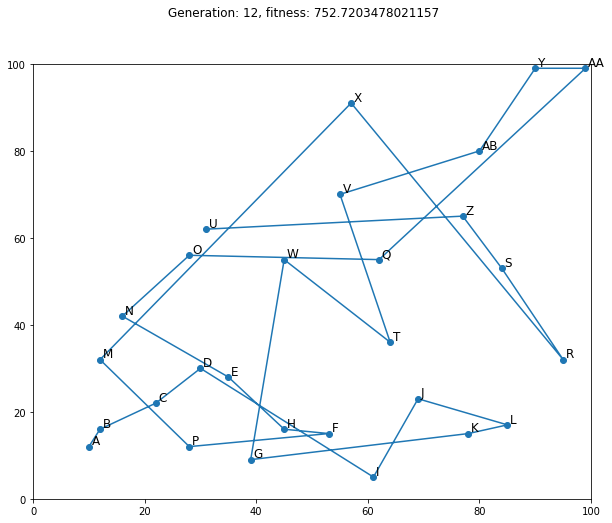 Generation: 12, fitness: 752.7203478021157
100
Y
AA
X
80
AB
V
Z
U
60
O
W
Q
S
N
40
T
M
R
D
E
J
20
C
B
H
F
L
K
A
P
G
I
0
0
20
40
60
80
100